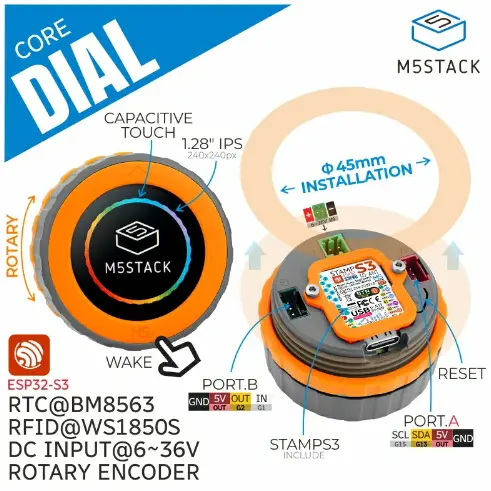 CORE
DIAL
M5STACK
CAPACITIVE
TOUCH
1.28" IPS
240x240px
Φ45mm
INSTALLATION
ROTARY
M5STACK
WAKE
STAMPS3
RESET
ESP32-S3
RTC@BM8563
RFID@WS1850S
DC INPUT@6~36V
ROTARY ENCODER
PORT.B
GND 5V OUT IN
OUT G2 G1
STAMPS3
INCLUDE
PORT.A
SCL SDA 5V GND
G15 G13 OUT